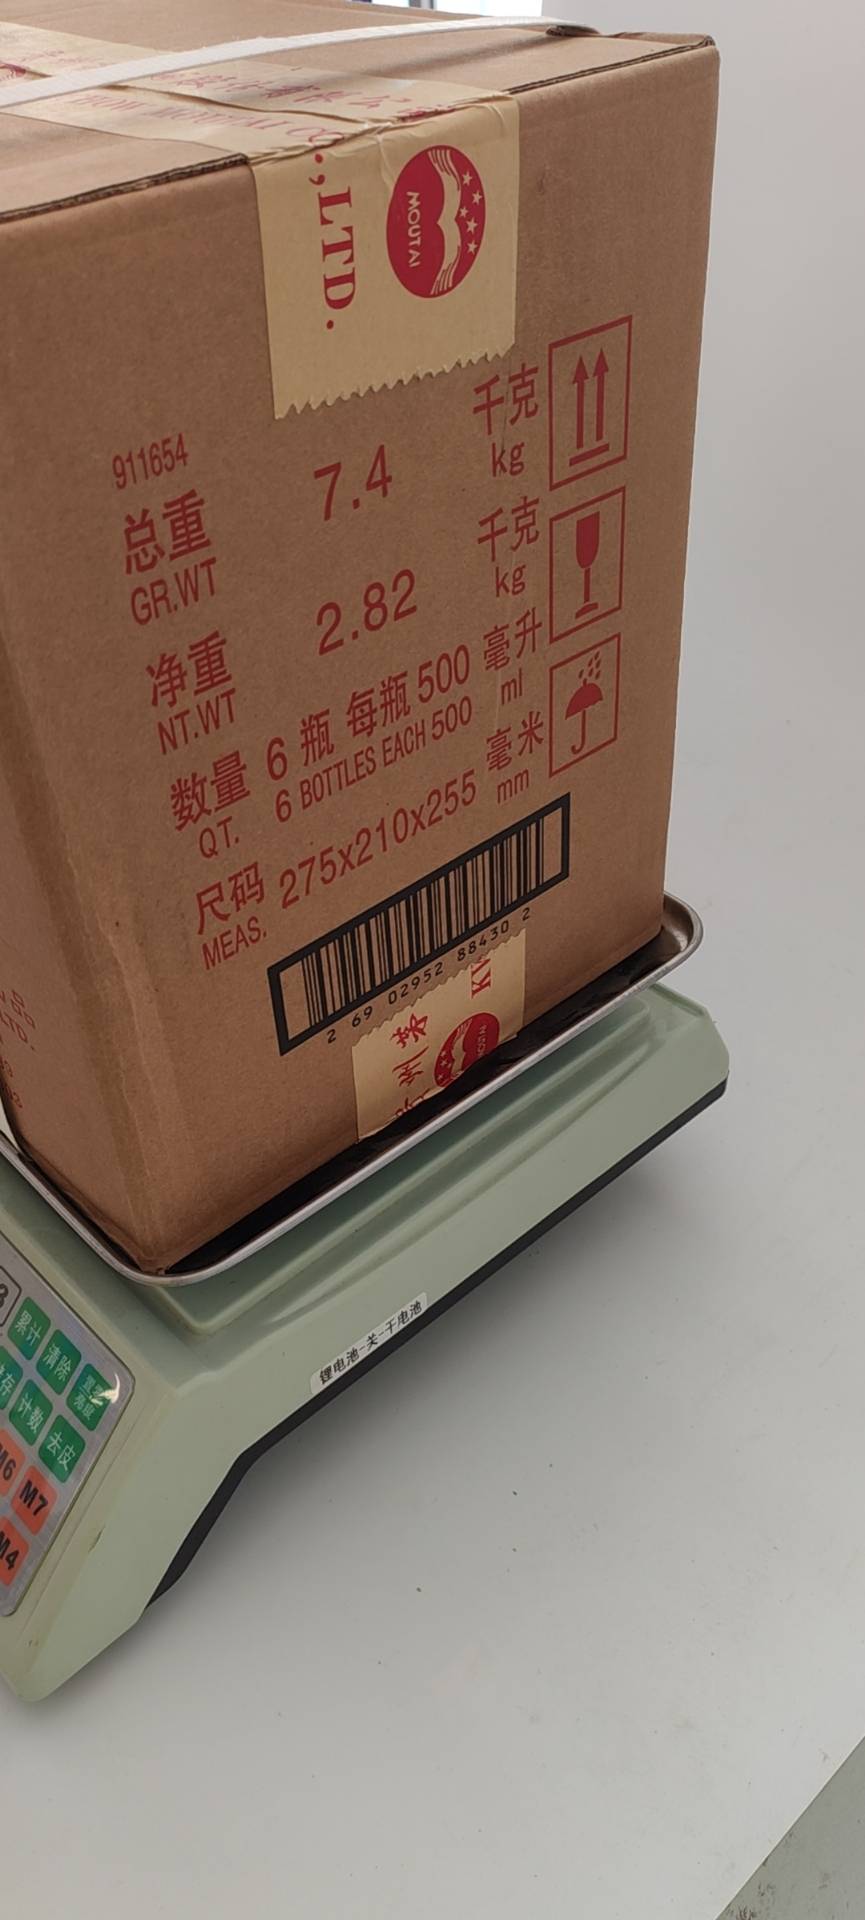 CO.,LTD.
MOUTAI
911654
总重 7.4 千克
GR.WT kg
净重 2.82 千克
NT.WT kg
数量 6 瓶 每瓶 500 毫升
QT. 6 BOTTLES EACH 500 ml
尺码 275x210x255 毫米
MEAS. mm
2 69 02952 88430 2
LTD.
锂电池-关-干电池
累计 清除
计数 去皮
M6 M7
M4